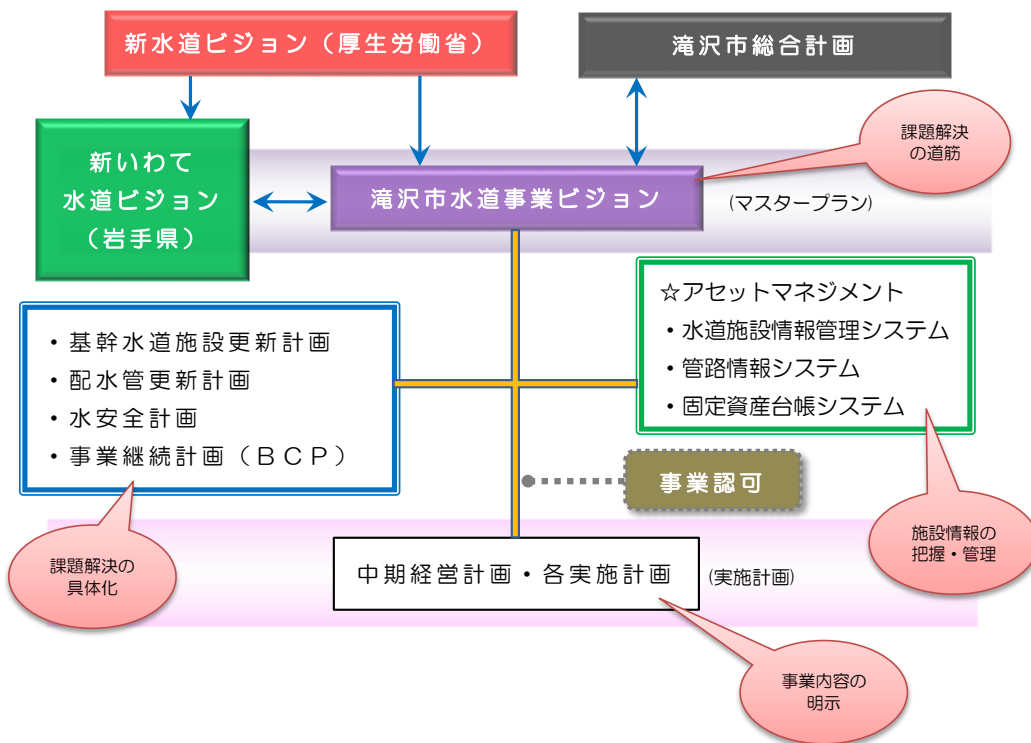 新水道ビジョン（厚生労働省）
滝沢市総合計画
課題解決
の道筋
新いわて
水道ビジョン
（岩手県）
滝沢市水道事業ビジョン
(マスタープラン)
・基幹水道施設更新計画
・配水管更新計画
・水安全計画
・事業継続計画（ＢＣＰ）
☆アセットマネジメント
・水道施設情報管理システム
・管路情報システム
・固定資産台帳システム
事業認可
施設情報の
把握・管理
課題解決の
具体化
中期経営計画・各実施計画
(実施計画)
事業内容の
明示